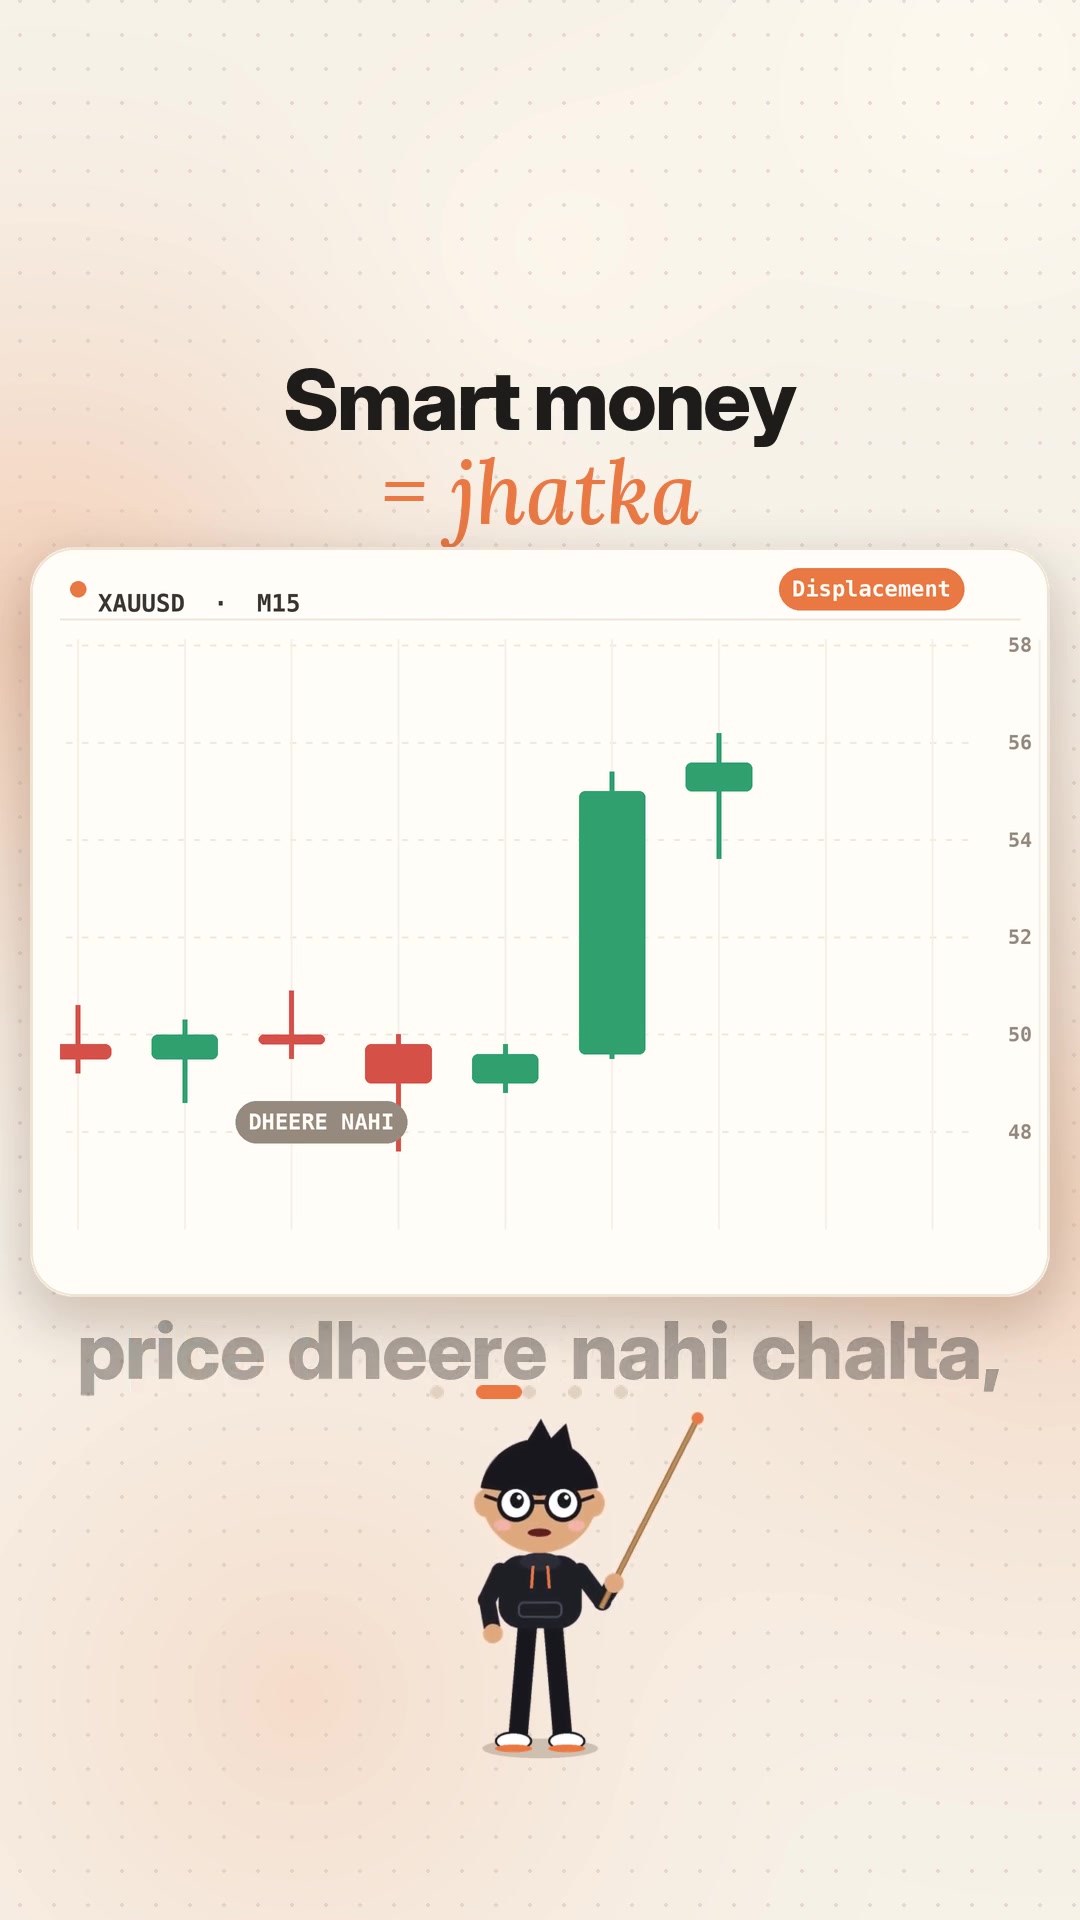 Smart money
= jhatka
XAUUSD · M15
Displacement
58
56
54
52
50
48
DHEERE NAHI
price dheere nahi chalta,